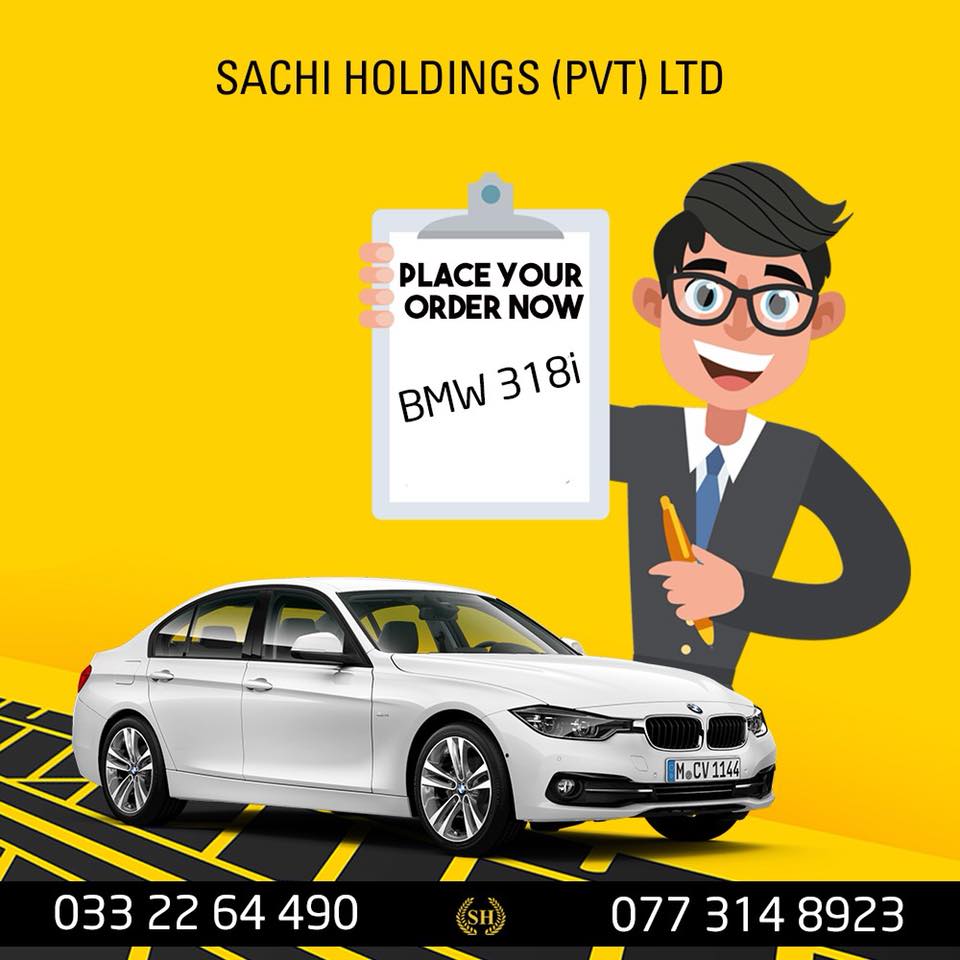 SACHI HOLDINGS (PVT) LTD
PLACE YOUR
ORDER NOW
BMW 318i
M CV 1144
033 22 64 490
SH
077 314 8923